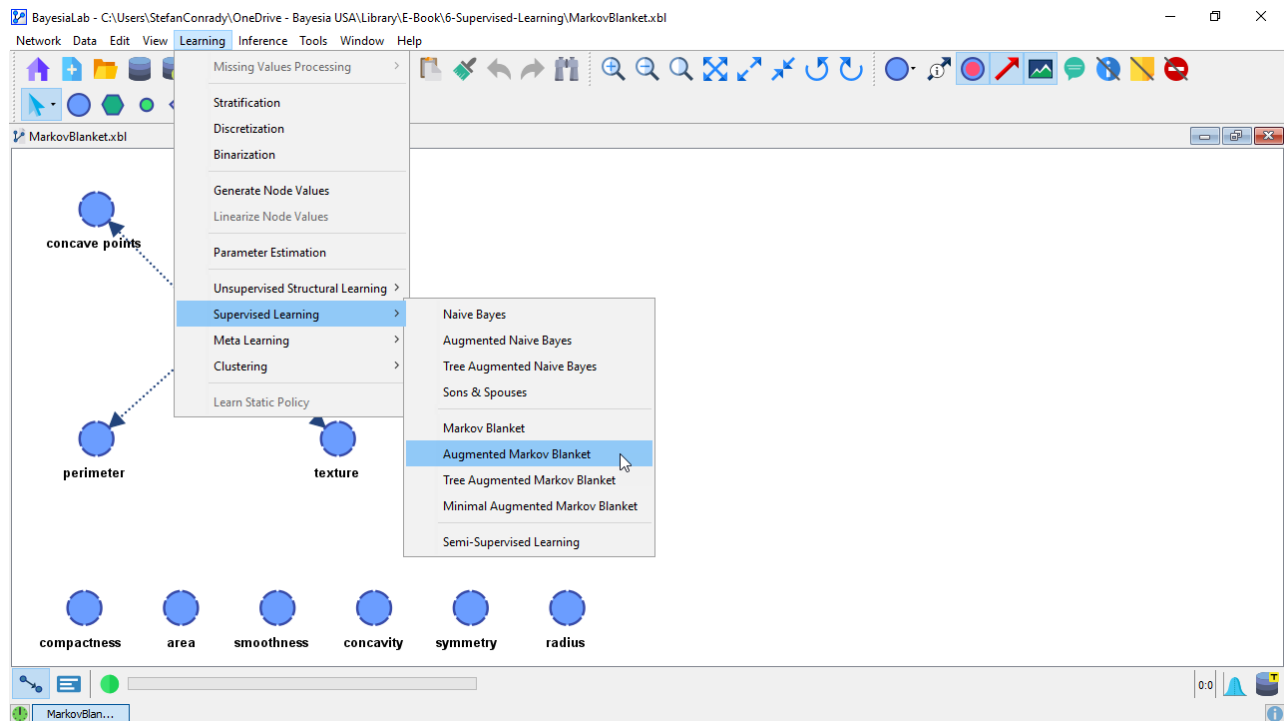 BayesiaLab - C:\Users\StefanConrady\OneDrive - Bayesia USA\Library\E-Book\6-Supervised-Learning\MarkovBlanket.xbl
Network Data Edit View Learning Inference Tools Window Help
MarkovBlanket.xbl
Missing Values Processing
Stratification
Discretization
Binarization
Generate Node Values
Linearize Node Values
Parameter Estimation
Unsupervised Structural Learning
Supervised Learning
Meta Learning
Clustering
Learn Static Policy
Naive Bayes
Augmented Naive Bayes
Tree Augmented Naive Bayes
Sons & Spouses
Markov Blanket
Augmented Markov Blanket
Tree Augmented Markov Blanket
Minimal Augmented Markov Blanket
Semi-Supervised Learning
concave points
perimeter
texture
compactness area smoothness concavity symmetry radius
0:0
T
MarkovBlan...